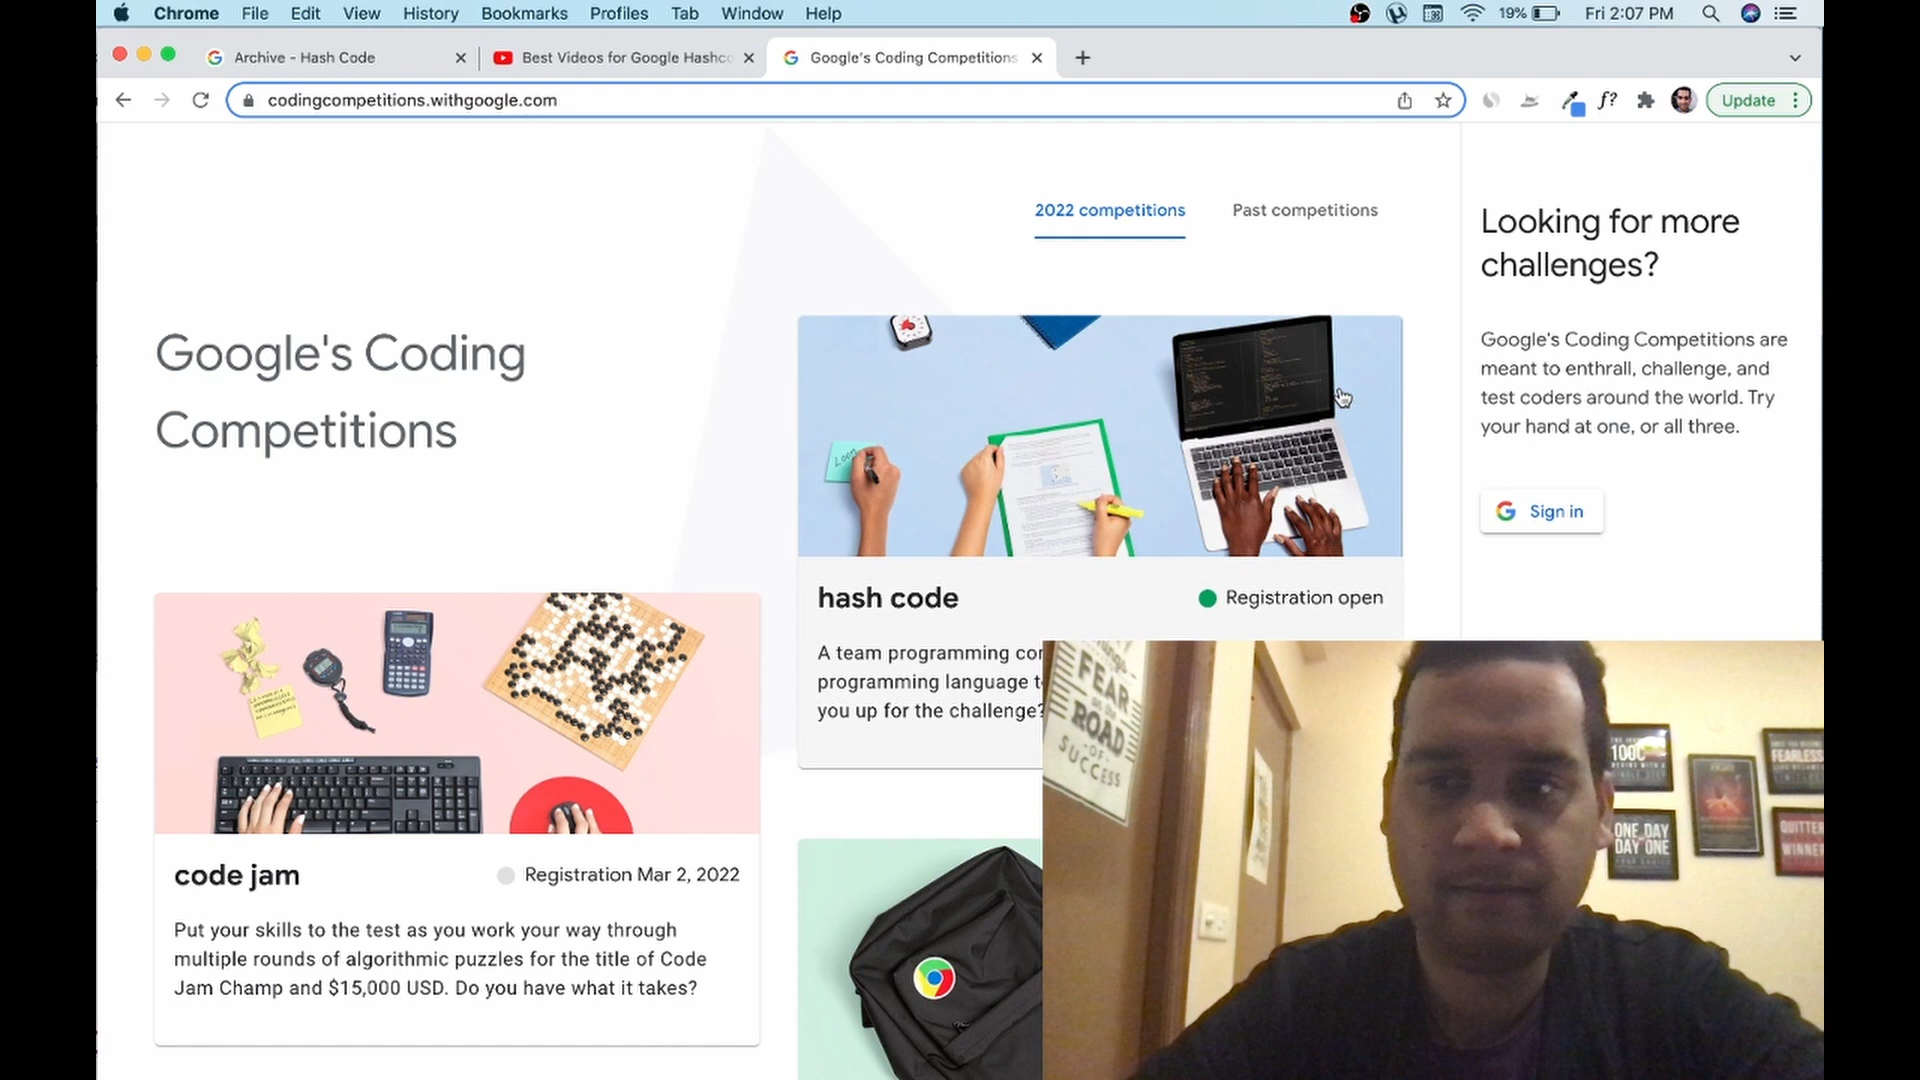 Chrome File Edit View History Bookmarks Profiles Tab Window Help 19% Fri 2:07 PM
Archive - Hash Code Best Videos for Google Hashc Google's Coding Competitions
codingcompetitions.withgoogle.com f? Update
2022 competitions Past competitions
Looking for more
challenges?
Google's Coding Competitions are
meant to enthrall, challenge, and
test coders around the world. Try
your hand at one, or all three.
Sign in
Google's Coding
Competitions
hash code Registration open
A team programming
programming language
you up for the challenge?
code jam Registration Mar 2, 2022
Put your skills to the test as you work your way through
multiple rounds of algorithmic puzzles for the title of Code
Jam Champ and $15,000 USD. Do you have what it takes?
FEAR
ROAD
-OF-
SUCCESS
ONE DAY
DAY ONE
FEARLESS